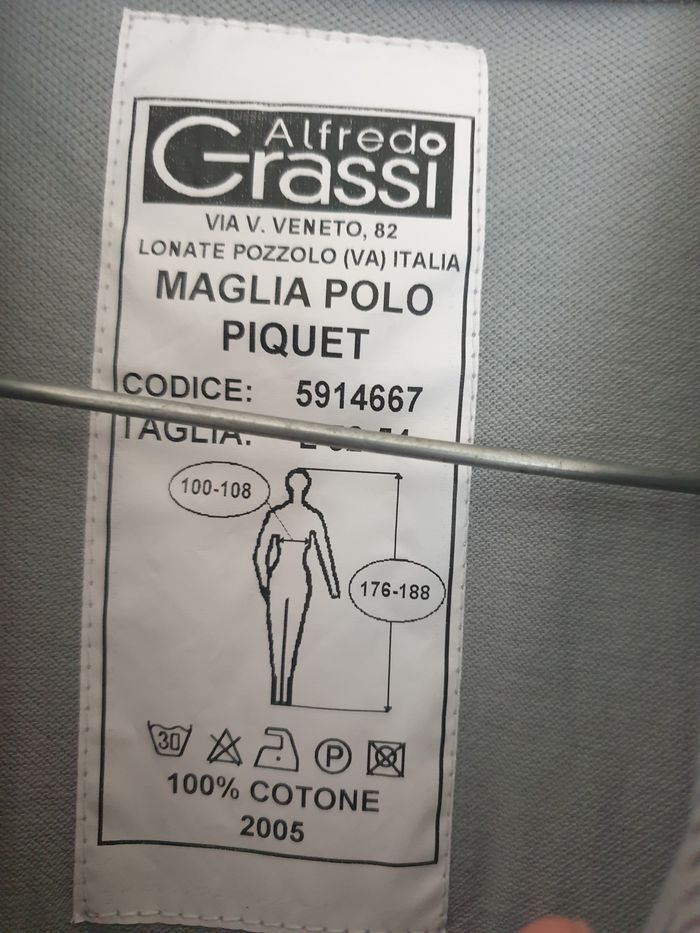 Alfredo
Grassi
VIA V. VENETO, 82
LONATE POZZOLO (VA) ITALIA
MAGLIA POLO
PIQUET
CODICE: 5914667
TAGLIA:
100-108
176-188
30
P
100% COTONE
2005